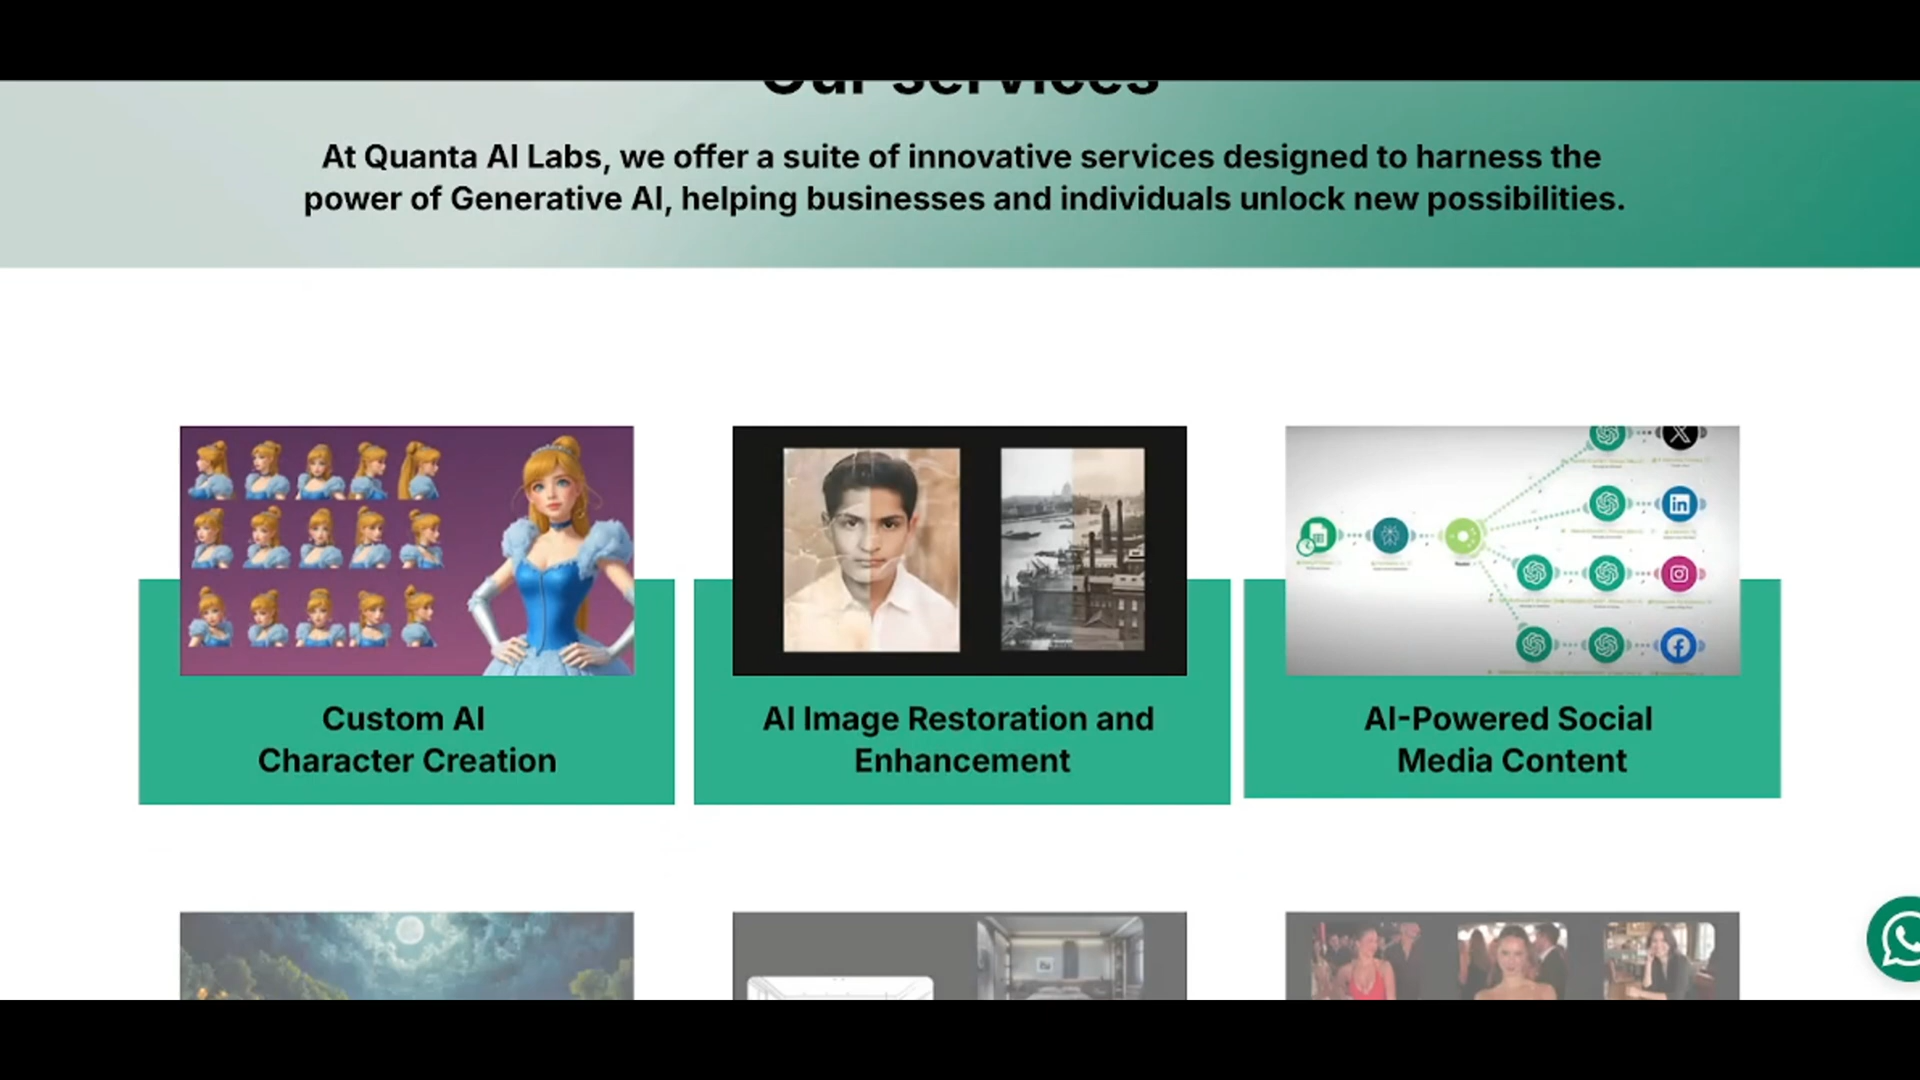 Our services
At Quanta AI Labs, we offer a suite of innovative services designed to harness the
power of Generative AI, helping businesses and individuals unlock new possibilities.
Custom AI
Character Creation
AI Image Restoration and
Enhancement
AI-Powered Social
Media Content